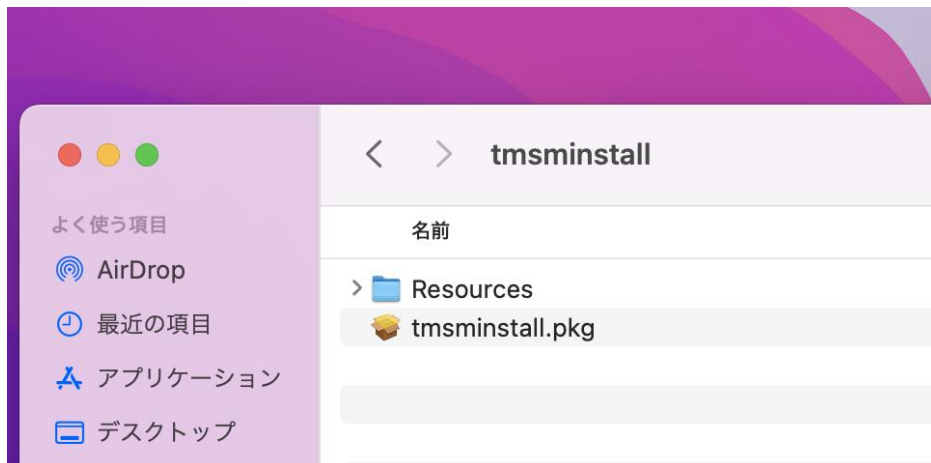 tmsminstall
よく使う項目
AirDrop
最近の項目
アプリケーション
デスクトップ
名前
Resources
tmsminstall.pkg